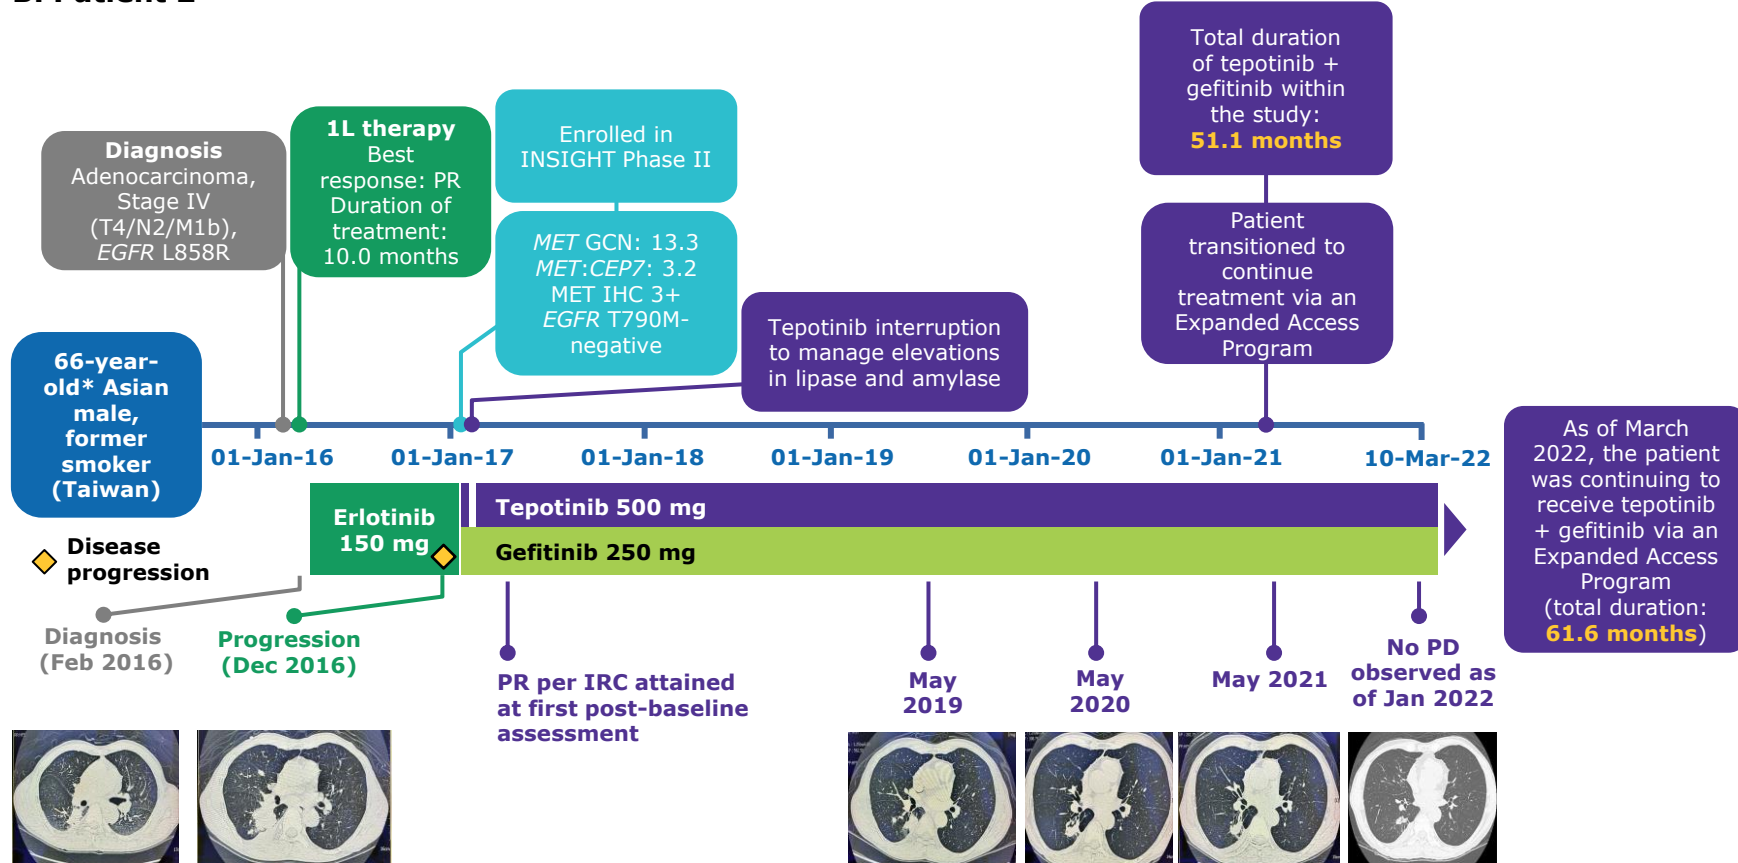 B. Patient 2
Total duration
of tepotinib +
gefitinib within
the study:
51.1 months
Enrolled in
INSIGHT Phase II
1L therapy
Best
response: PR
Duration of
treatment:
10.0 months
Diagnosis
Adenocarcinoma,
Stage IV
(T4/N2/M1b),
EGFR L858R
MET GCN: 13.3
MET:CEP7: 3.2
MET IHC 3+
EGFR T790M-
negative
Patient
transitioned to
continue
treatment via an
Expanded Access
Program
Tepotinib interruption
to manage elevations
in lipase and amylase
66-year-
old* Asian
male,
former
smoker
(Taiwan)
01-Jan-16
01-Jan-17
01-Jan-18
01-Jan-19
01-Jan-20
01-Jan-21
10-Mar-22
As of March
2022, the patient
was continuing to
receive tepotinib
+ gefitinib via an
Expanded Access
Program
(total duration:
61.6 months)
Erlotinib
150 mg
Tepotinib 500 mg
Gefitinib 250 mg
Disease
progression
Diagnosis
(Feb 2016)
Progression
(Dec 2016)
PR per IRC attained
at first post-baseline
assessment
May
2019
May
2020
May 2021
No PD
observed as
of Jan 2022